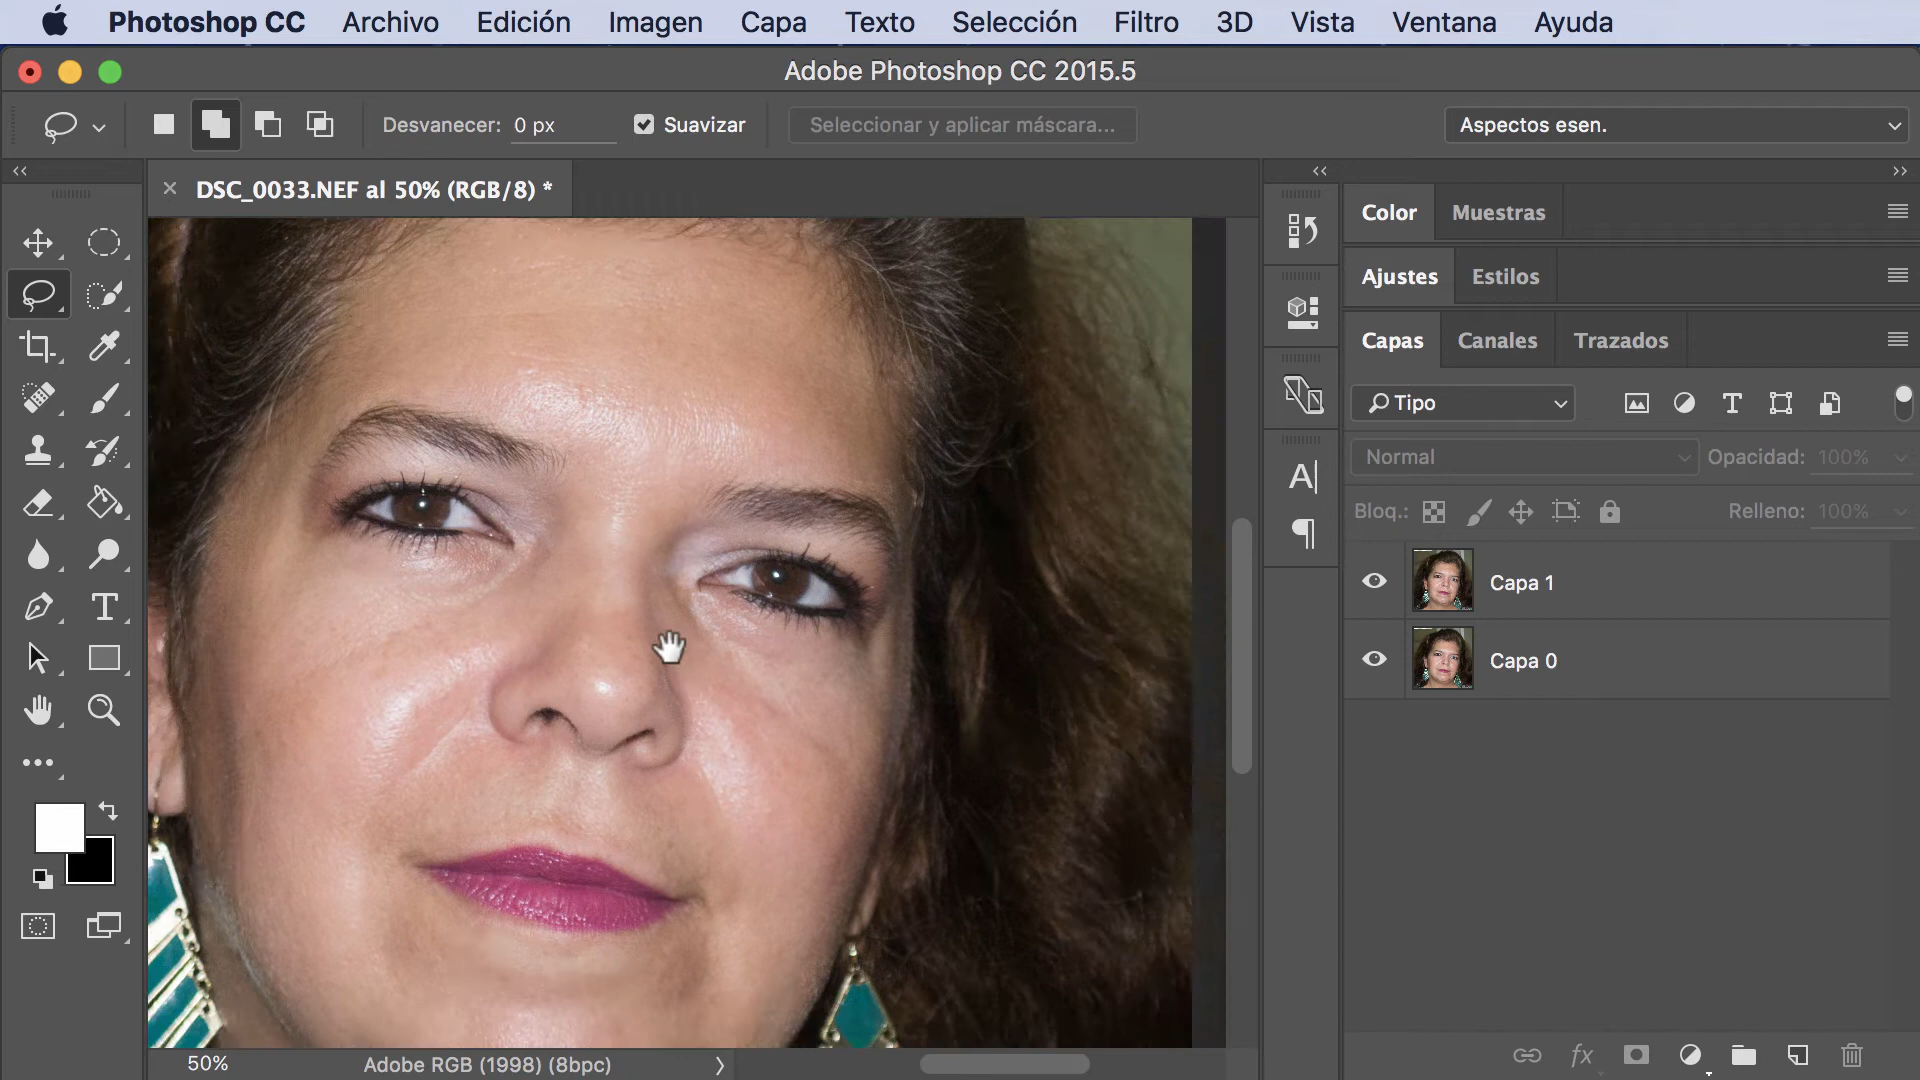 Photoshop CC Archivo Edición Imagen Capa Texto Selección Filtro 3D Vista Ventana Ayuda
Adobe Photoshop CC 2015.5
Desvanecer: 0 px Suavizar Seleccionar y aplicar máscara... Aspectos esen.
DSC_0033.NEF al 50% (RGB/8) *
Color Muestras
Ajustes Estilos
Capas Canales Trazados
Tipo
Normal Opacidad: 100%
Bloq.: Relleno: 100%
Capa 1
Capa 0
50% Adobe RGB (1998) (8bpc)